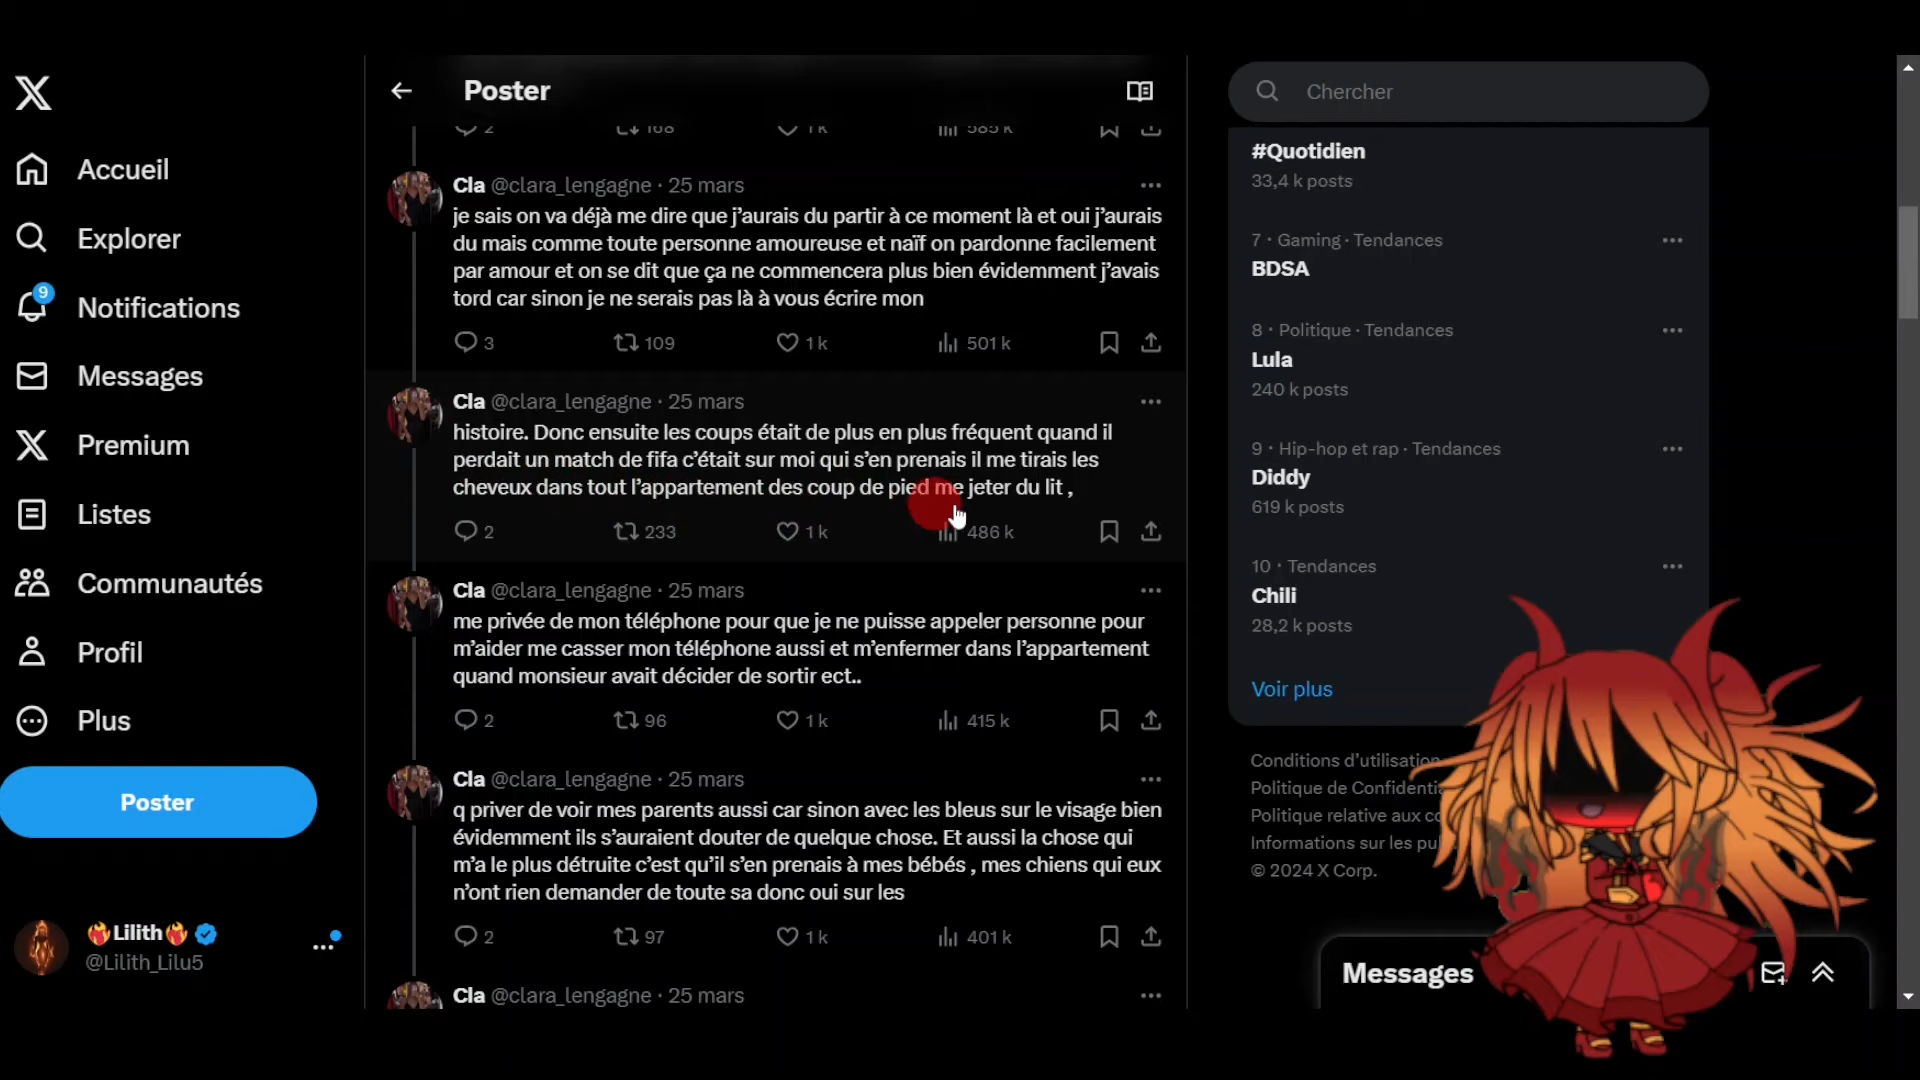 Accueil
Explorer
9
Notifications
Messages
Premium
Listes
Communautés
Profil
Plus
Poster
🔥Lilith🔥
@Lilith_Lilu5
Poster
2 168 1 k 585 k
Cla @clara_lengagne · 25 mars
je sais on va déjà me dire que j’aurais du partir à ce moment là et oui j’aurais
du mais comme toute personne amoureuse et naïf on pardonne facilement
par amour et on se dit que ça ne commencera plus bien évidemment j’avais
tord car sinon je ne serais pas là à vous écrire mon
3 109 1 k 501 k
Cla @clara_lengagne · 25 mars
histoire. Donc ensuite les coups était de plus en plus fréquent quand il
perdait un match de fifa c’était sur moi qui s’en prenais il me tirais les
cheveux dans tout l’appartement des coup de pied me jeter du lit ,
2 233 1 k 486 k
Cla @clara_lengagne · 25 mars
me privée de mon téléphone pour que je ne puisse appeler personne pour
m’aider me casser mon téléphone aussi et m’enfermer dans l’appartement
quand monsieur avait décider de sortir ect..
2 96 1 k 415 k
Cla @clara_lengagne · 25 mars
q priver de voir mes parents aussi car sinon avec les bleus sur le visage bien
évidemment ils s’auraient douter de quelque chose. Et aussi la chose qui
m’a le plus détruite c’est qu’il s’en prenais à mes bébés , mes chiens qui eux
n’ont rien demander de toute sa donc oui sur les
2 97 1 k 401 k
Cla @clara_lengagne · 25 mars
Chercher
#Quotidien
33,4 k posts
7 · Gaming · Tendances
BDSA
8 · Politique · Tendances
Lula
240 k posts
9 · Hip-hop et rap · Tendances
Diddy
619 k posts
10 · Tendances
Chili
28,2 k posts
Voir plus
Conditions d’utilisation
Politique de Confidenti
Politique relative aux co
Informations sur les pu
© 2024 X Corp.
Messages